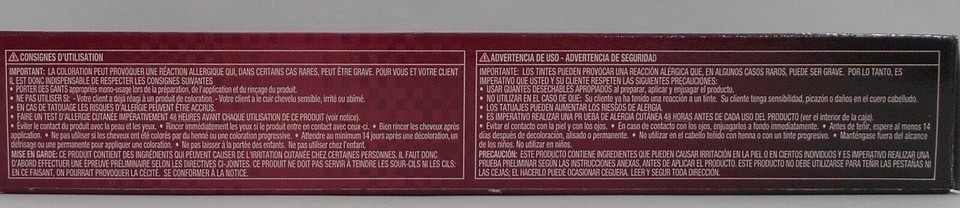 ⚠ CONSIGNES D'UTILISATION
IMPORTANT: LA COLORATION PEUT PROVOQUER UNE RÉACTION ALLERGIQUE QUI, DANS CERTAINS CAS RARES, PEUT ÊTRE GRAVE. POUR VOUS ET VOTRE CLIENT
IL EST DONC INDISPENSABLE DE RESPECTER LES CONSIGNES SUIVANTES
• PORTER DES GANTS appropriés mono-usage lors de la préparation, de l'application et du rinçage du produit.
• NE PAS UTILISER SI: - Votre client a déjà réagi à un produit de coloration. - Votre client a le cuir chevelu sensible, irrité ou abîmé.
• EN CAS DE TATOUAGE LES RISQUES D'ALLERGIE PEUVENT ÊTRE ACCRUS.
• FAIRE UN TEST D'ALLERGIE CUTANÉE IMPÉRATIVEMENT 48 HEURES AVANT CHAQUE UTILISATION DE CE PRODUIT (voir notice).
• Eviter le contact du produit avec la peau et les yeux. • Rincer immédiatement les yeux si le produit entre en contact avec ceux-ci. • Bien rincer les cheveux après
application • Ne pas utiliser si les cheveux ont été colorés par du henné ou une coloration progressive. • Attendre au minimum 14 jours après une décoloration,
défrisage ou une permanente pour appliquer une coloration. • Ne pas laisser à la portée des enfants. Ne pas utiliser chez l'enfant.
MISE EN GARDE: CE PRODUIT CONTIENT DES INGRÉDIENTS QUI PEUVENT CAUSER DE L'IRRITATION CUTANÉE CHEZ CERTAINES PERSONNES. IL FAUT DONC
D'ABORD EFFECTUER UNE ÉPREUVE PRÉLIMINAIRE SELON LES DIRECTIVES CI-JOINTES. CE PRODUIT NE DOIT PAS SERVIR À TEINDRE LES SOURCILS NI LES CILS:
EN CE FAISANT, ON POURRAIT PROVOQUER LA CÉCITÉ. SE CONFORMER À LA NOTICE.
⚠ ADVERTENCIA DE USO - ADVERTENCIA DE SEGURIDAD
IMPORTANTE: LOS TINTES PUEDEN PROVOCAR UNA REACCIÓN ALÉRGICA QUE, EN ALGUNOS CASOS RAROS, PUEDE SER GRAVE. POR LO TANTO, ES
IMPERATIVO QUE USTED Y SU CLIENTE RESPETEN LAS SIGUIENTES PRECAUCIONES:
• USAR GUANTES DESECHABLES APROPIADOS al preparar, aplicar y enjuagar el producto.
• NO UTILIZAR EN EL CASO DE QUE: Su cliente ya ha tenido una reacción a un tinte. Su cliente tenga sensibilidad, picazón o daños en el cuero cabelludo.
• LOS TATUAJES PUEDEN AUMENTAR LOS RIESGOS DE ALERGIA.
• ES IMPERATIVO REALIZAR UNA PRUEBA DE ALERGIA CUTÁNEA 48 HORAS ANTES DE CADA USO DEL PRODUCTO (ver el interior de la caja).
• Evitar el contacto con la piel y con los ojos. • En caso de contacto con los ojos, enjuagarlos a fondo inmediatamente. • Antes de teñir, espere al menos 14
días después de decoloración, alisado o permanente. • No utilizar en el cabello teñido con henna o con un tinte progresivo. • Manténgase fuera del alcance
de los niños. No utilizar en niños.
PRECAUCIÓN: ESTE PRODUCTO CONTIENE INGREDIENTES QUE PUEDEN CAUSAR IRRITACIÓN EN LA PIEL O EN CIERTOS INDIVIDUOS Y ES IMPERATIVO REALIZAR UNA
PRUEBA PRELIMINAR SEGÚN LAS INSTRUCCIONES ANEXAS, ANTES DE APLICAR EL PRODUCTO. ESTE PRODUCTO NO DEBE UTILIZARSE PARA TEÑIR LAS PESTAÑAS NI
LAS CEJAS; EL HACERLO PUEDE OCASIONAR CEGUERA. LEER Y SEGUIR TODA DIRECCIÓN.